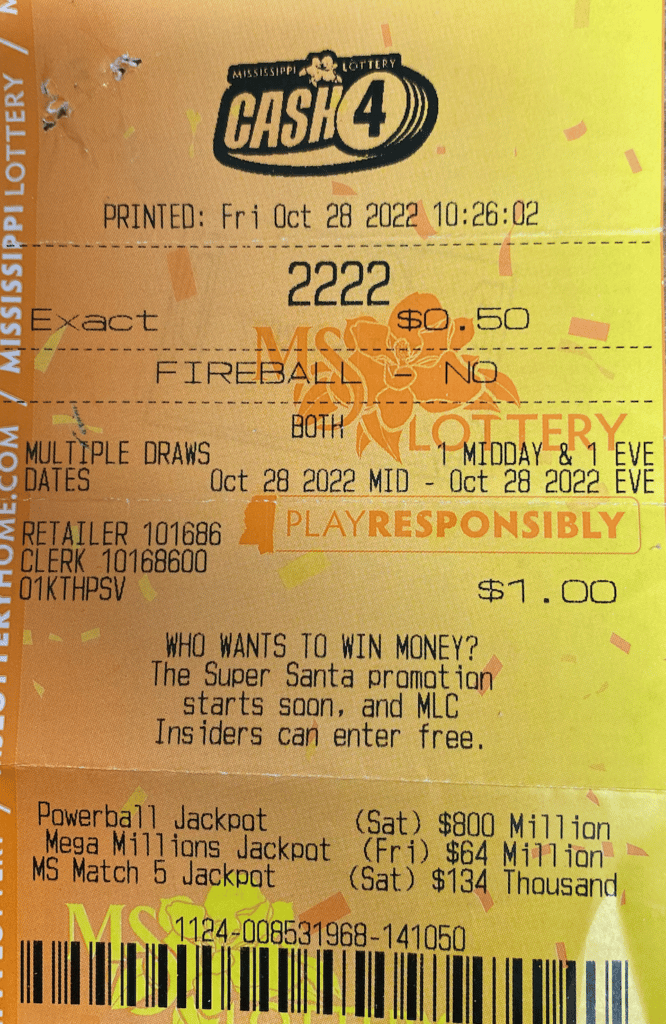 MISSISSIPPI LOTTERY
CASH 4
PRINTED: Fri Oct 28 2022 10:26:02
2222
Exact $0.50
FIREBALL - NO
BOTH
MULTIPLE DRAWS 1 MIDDAY & 1 EVE
DATES Oct 28 2022 MID - Oct 28 2022 EVE
MS LOTTERY
PLAY RESPONSIBLY
RETAILER 101686
CLERK 10168600
01KTHPSV
$1.00
WHO WANTS TO WIN MONEY?
The Super Santa promotion
starts soon, and MLC
Insiders can enter free.
Powerball Jackpot (Sat) $800 Million
Mega Millions Jackpot (Fri) $64 Million
MS Match 5 Jackpot (Sat) $134 Thousand
MS
1124-008531968-141050
/ MISSISSIPPI LOTTERY /